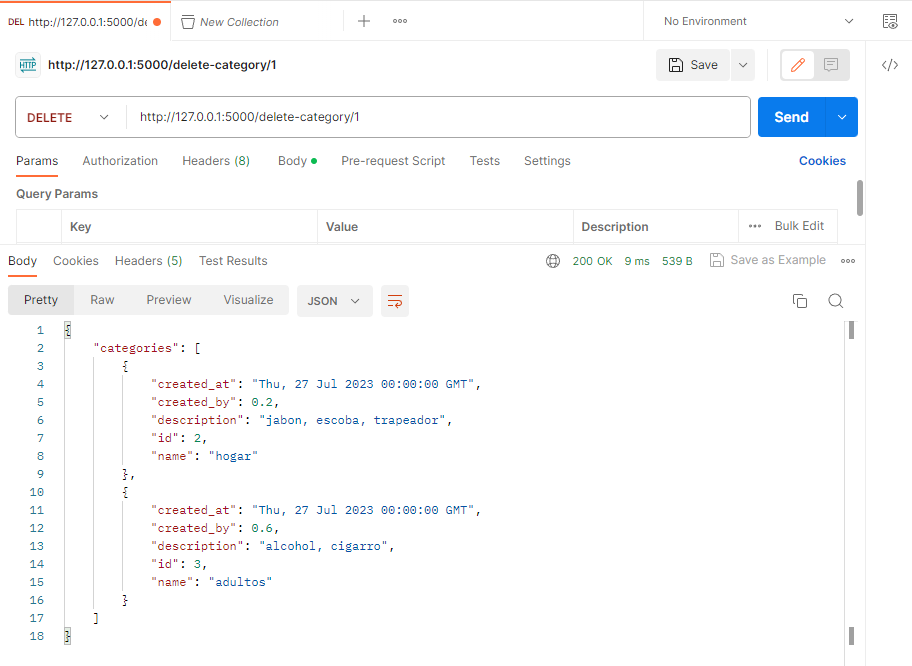 DEL http://127.0.0.1:5000/de New Collection No Environment
HTTP http://127.0.0.1:5000/delete-category/1 Save
DELETE http://127.0.0.1:5000/delete-category/1 Send
Params Authorization Headers (8) Body Pre-request Script Tests Settings Cookies
Query Params
Key Value Description Bulk Edit
Body Cookies Headers (5) Test Results 200 OK 9 ms 539 B Save as Example
Pretty Raw Preview Visualize JSON
1 {
2 "categories": [
3 {
4 "created_at": "Thu, 27 Jul 2023 00:00:00 GMT",
5 "created_by": 0.2,
6 "description": "jabon, escoba, trapeador",
7 "id": 2,
8 "name": "hogar"
9 },
10 {
11 "created_at": "Thu, 27 Jul 2023 00:00:00 GMT",
12 "created_by": 0.6,
13 "description": "alcohol, cigarro",
14 "id": 3,
15 "name": "adultos"
16 }
17 ]
18 }